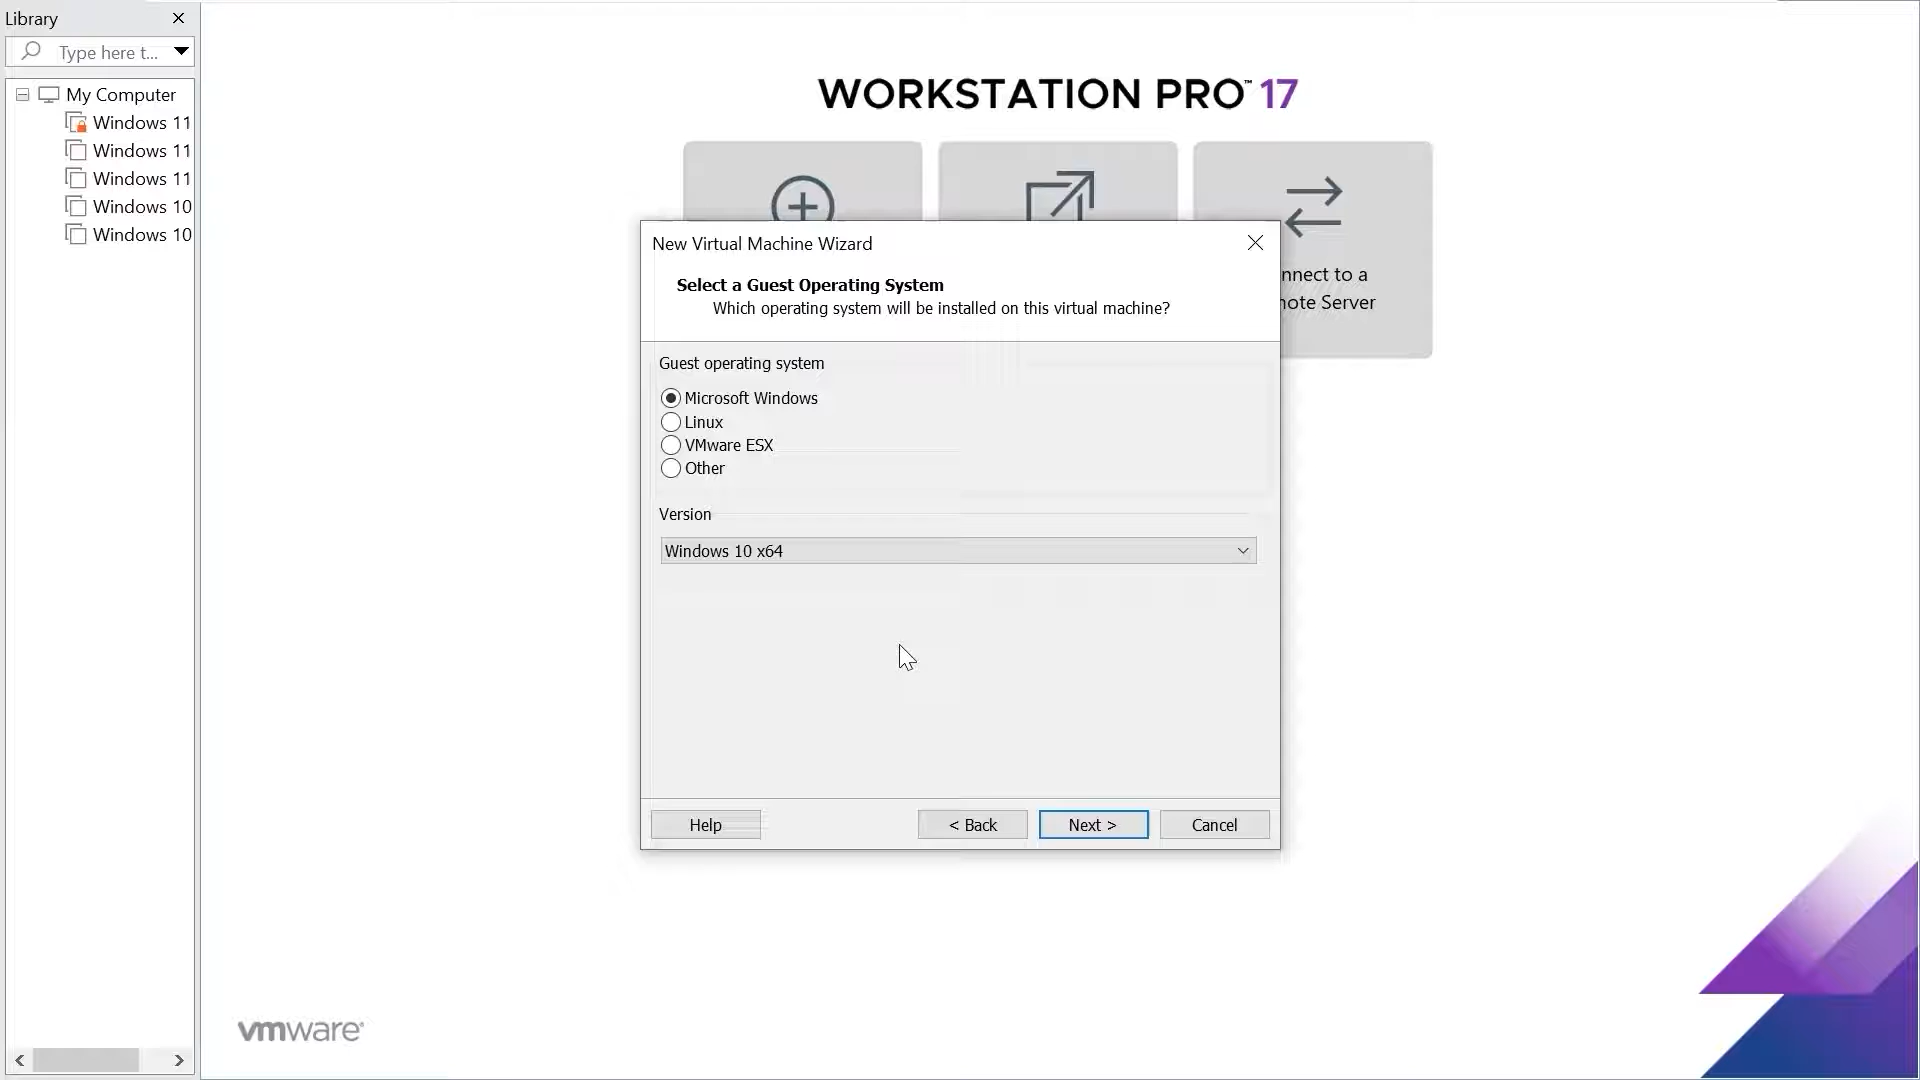 Library
Type here t...
My Computer
Windows 11
Windows 11
Windows 11
Windows 10
Windows 10
WORKSTATION PRO™ 17
nnect to a
note Server
New Virtual Machine Wizard
Select a Guest Operating System
Which operating system will be installed on this virtual machine?
Guest operating system
Microsoft Windows
Linux
VMware ESX
Other
Version
Windows 10 x64
Help
< Back
Next >
Cancel
vmware®